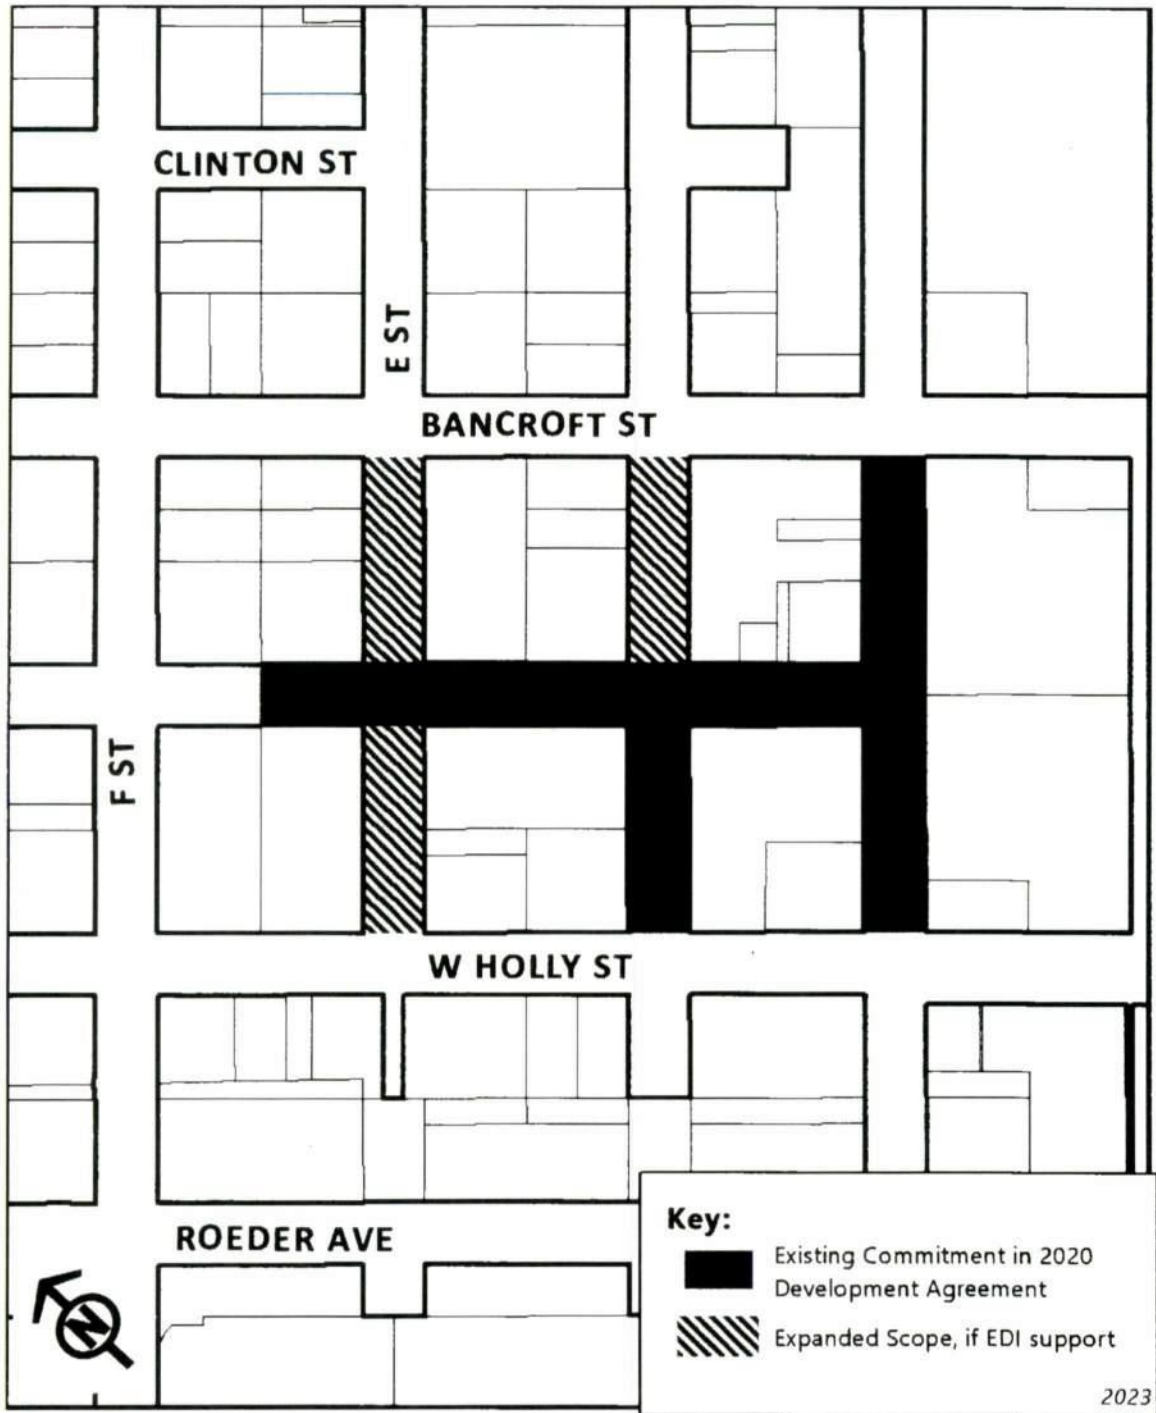 CLINTON ST
E ST
BANCROFT ST
F ST
W HOLLY ST
ROEDER AVE
N
Key:
Existing Commitment in 2020
Development Agreement
Expanded Scope, if EDI support
2023